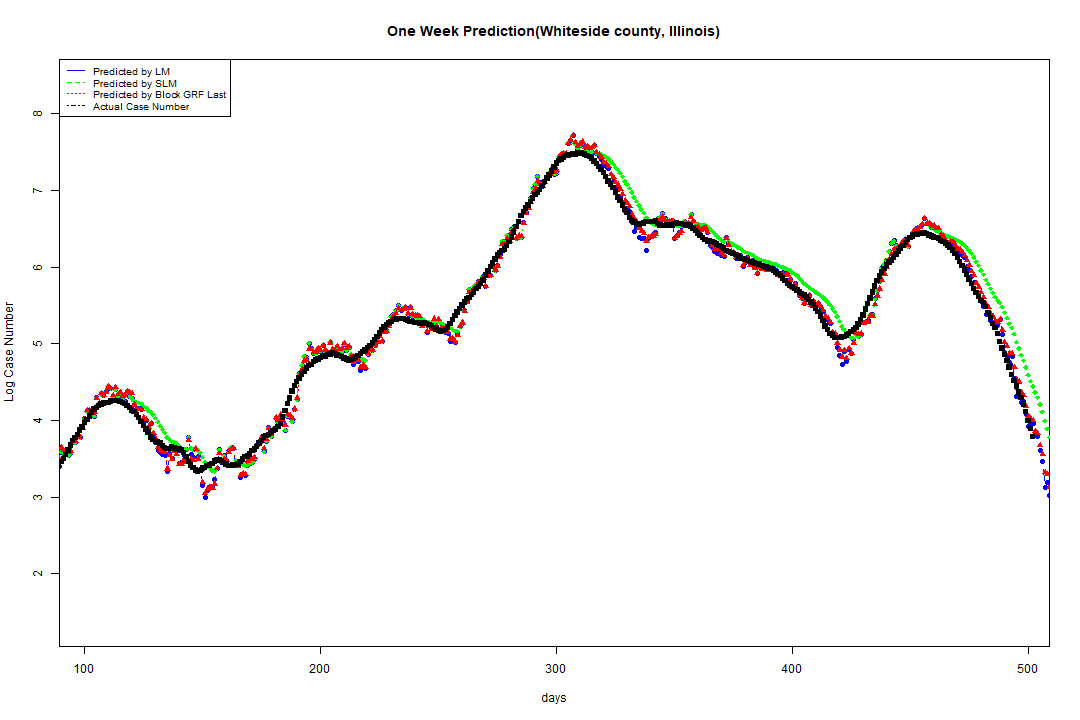 One Week Prediction(Whiteside county, Illinois)
Predicted by LM
Predicted by SLM
Predicted by Block GRF Last
Actual Case Number
8
7
6
5
4
3
2
Log Case Number
100 200 300 400 500
days